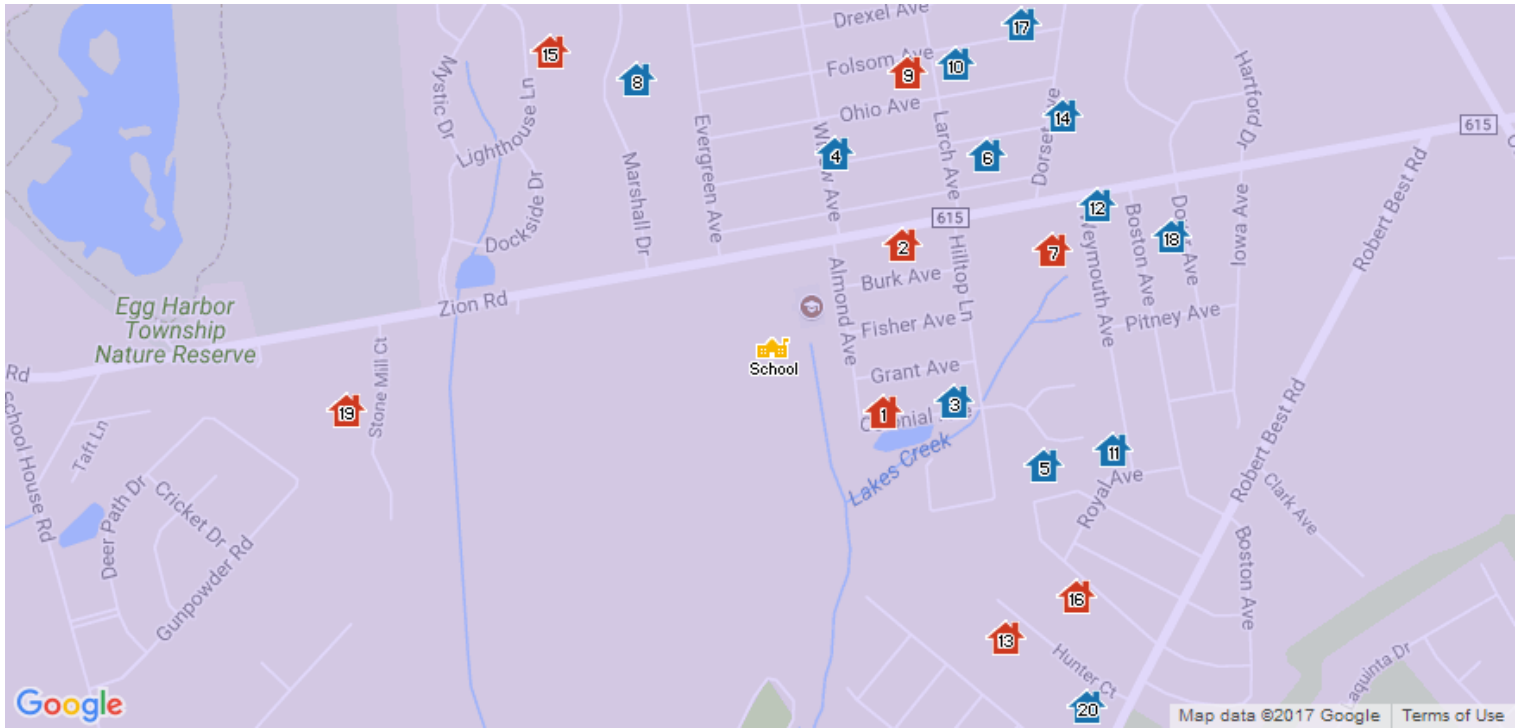 Drexel Ave
17
15
Folsom Ave
10
9
8
Mystic Dr
Lighthouse Ln
Hartford Dr
Ohio Ave
14
615
Evergreen Ave
Larch Ave
4
6
Marshall Dr
Dorset Ave
Robert Best Rd
12
615
Dockside Dr
2
7
18
Boston Ave
Iowa Ave
Hilltop Ln
Burk Ave
Almond Ave
Zion Rd
Egg Harbor
Township
Nature Reserve
Fisher Ave
Pitney Ave
School
Rd
Stone Mill Ct
Grant Ave
19
1
3
School House Rd
Taft Ln
11
5
Lakes Creek
Royal Ave
Robert Best Rd
Clark Ave
Deer Path Dr
Cricket Dr
Gunpowder Rd
Boston Ave
16
13
Hunter Ct
20
Google
Map data ©2017 Google
Terms of Use